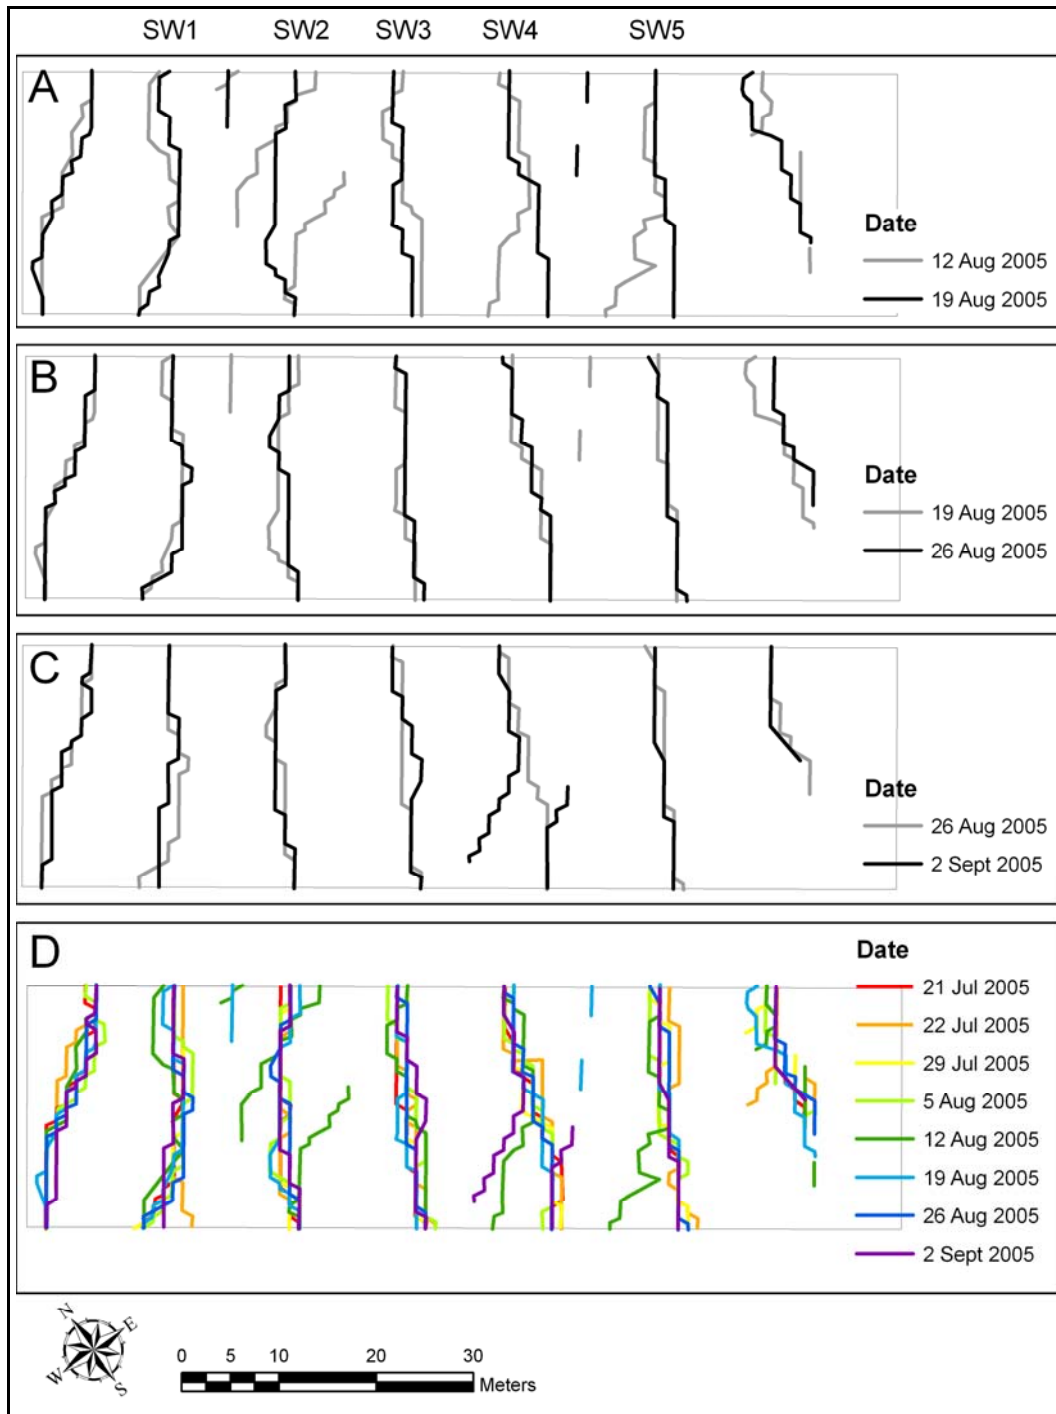 SW1 SW2 SW3 SW4 SW5
A
Date
12 Aug 2005
19 Aug 2005
B
Date
19 Aug 2005
26 Aug 2005
C
Date
26 Aug 2005
2 Sept 2005
D
Date
21 Jul 2005
22 Jul 2005
29 Jul 2005
5 Aug 2005
12 Aug 2005
19 Aug 2005
26 Aug 2005
2 Sept 2005
N
E
W
S
0 5 10 20 30
Meters